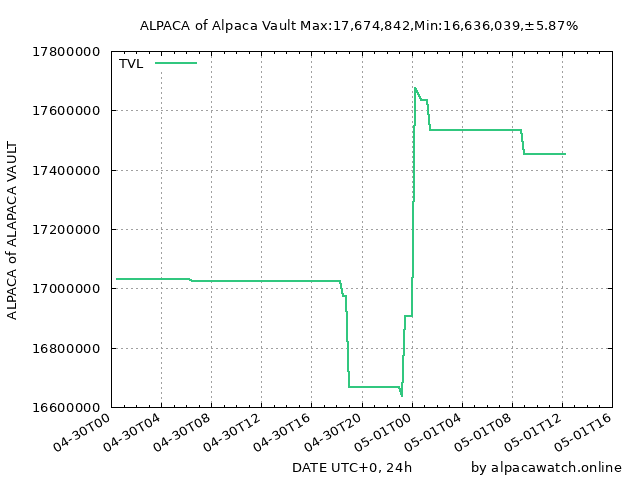 ALPACA of Alpaca Vault Max:17,674,842,Min:16,636,039,±5.87%
TVL
17800000
17600000
17400000
17200000
17000000
16800000
16600000
ALPACA of ALAPACA VAULT
04-30T00
04-30T04
04-30T08
04-30T12
04-30T16
04-30T20
05-01T00
05-01T04
05-01T08
05-01T12
05-01T16
DATE UTC+0, 24h
by alpacawatch.online